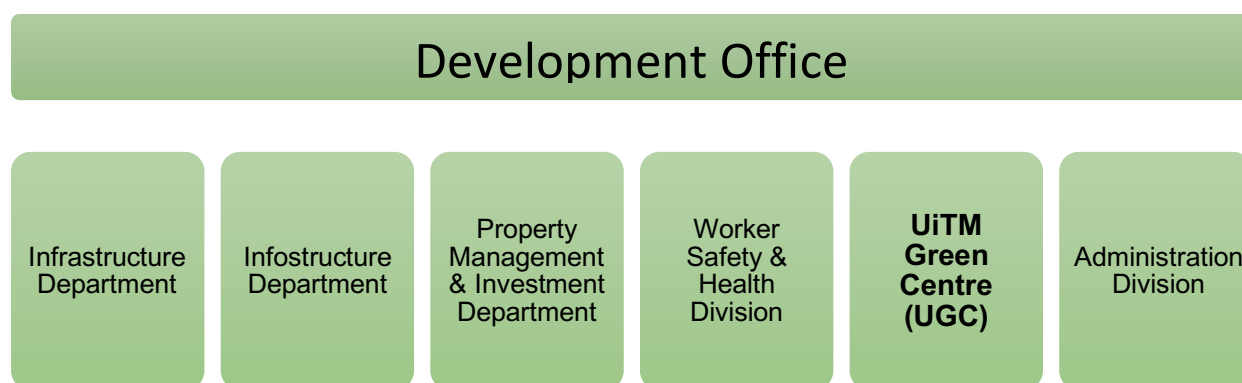 Development Office
Infrastructure
Department
Infostructure
Department
Property
Management
& Investment
Department
Worker
Safety &
Health
Division
UiTM
Green
Centre
(UGC)
Administration
Division